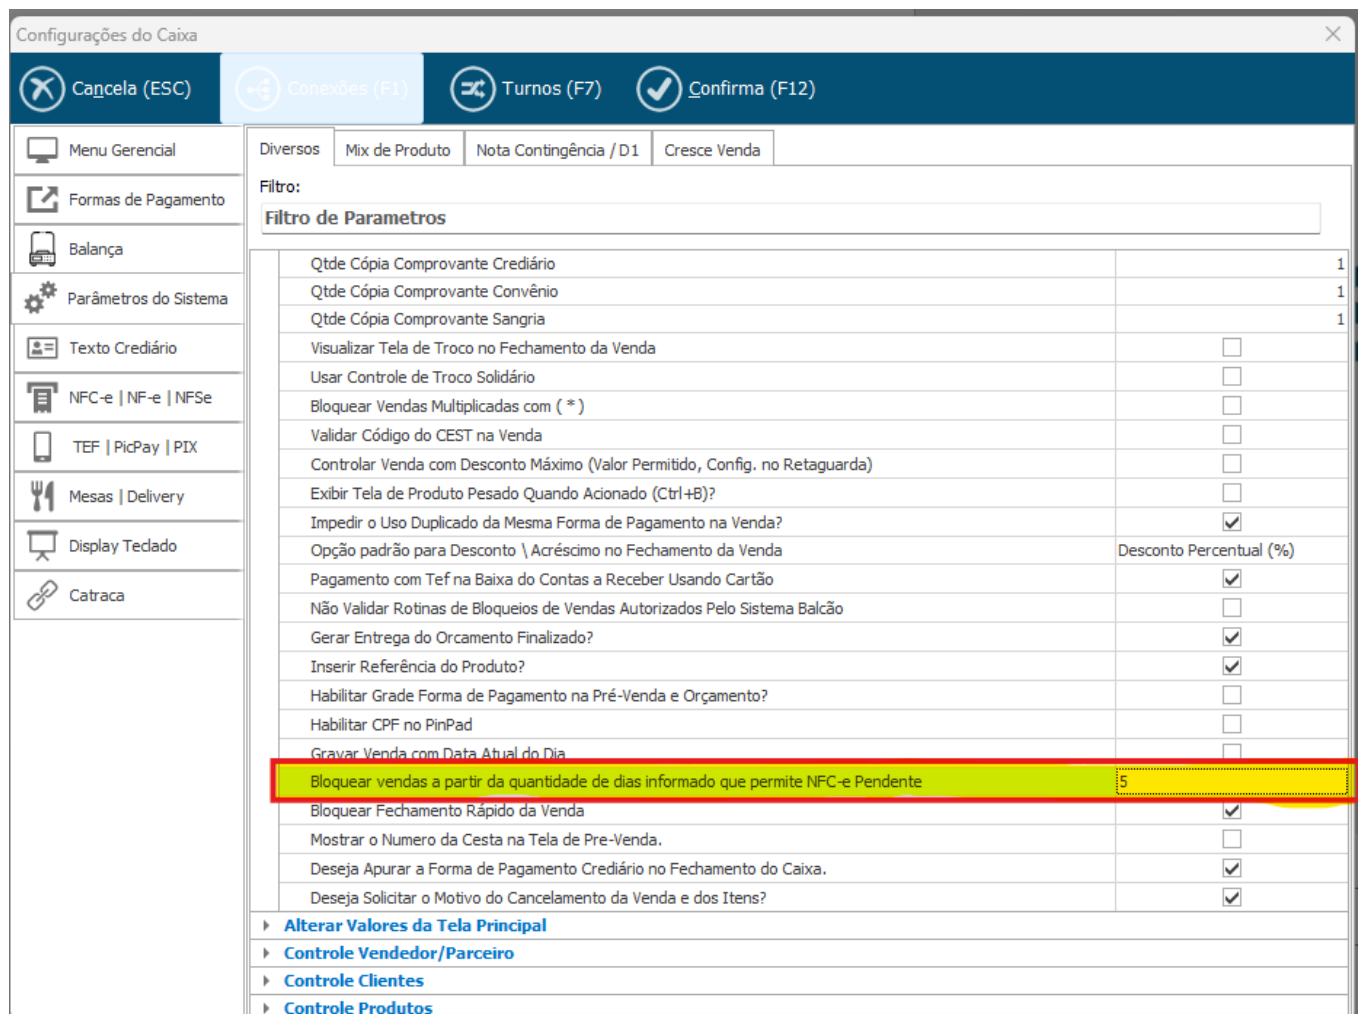 Configurações do Caixa
Cancela (ESC)
Conexões (F1)
Turnos (F7)
Confirma (F12)
Menu Gerencial
Formas de Pagamento
Balança
Parâmetros do Sistema
Texto Crediário
NFC-e | NF-e | NFSe
TEF | PicPay | PIX
Mesas | Delivery
Display Teclado
Catraca
Diversos
Mix de Produto
Nota Contingência / D1
Cresce Venda
Filtro:
Filtro de Parametros
Qtde Cópia Comprovante Crediário 1
Qtde Cópia Comprovante Convênio 1
Qtde Cópia Comprovante Sangria 1
Visualizar Tela de Troco no Fechamento da Venda
Usar Controle de Troco Solidário
Bloquear Vendas Multiplicadas com ( * )
Validar Código do CEST na Venda
Controlar Venda com Desconto Máximo (Valor Permitido, Config. no Retaguarda)
Exibir Tela de Produto Pesado Quando Acionado (Ctrl+B)?
Impedir o Uso Duplicado da Mesma Forma de Pagamento na Venda?
Opção padrão para Desconto \ Acréscimo no Fechamento da Venda Desconto Percentual (%)
Pagamento com Tef na Baixa do Contas a Receber Usando Cartão
Não Validar Rotinas de Bloqueios de Vendas Autorizados Pelo Sistema Balcão
Gerar Entrega do Orcamento Finalizado?
Inserir Referência do Produto?
Habilitar Grade Forma de Pagamento na Pré-Venda e Orçamento?
Habilitar CPF no PinPad
Gravar Venda com Data Atual do Dia
Bloquear vendas a partir da quantidade de dias informado que permite NFC-e Pendente 5
Bloquear Fechamento Rápido da Venda
Mostrar o Numero da Cesta na Tela de Pre-Venda.
Deseja Apurar a Forma de Pagamento Crediário no Fechamento do Caixa.
Deseja Solicitar o Motivo do Cancelamento da Venda e dos Itens?
Alterar Valores da Tela Principal
Controle Vendedor/Parceiro
Controle Clientes
Controle Produtos